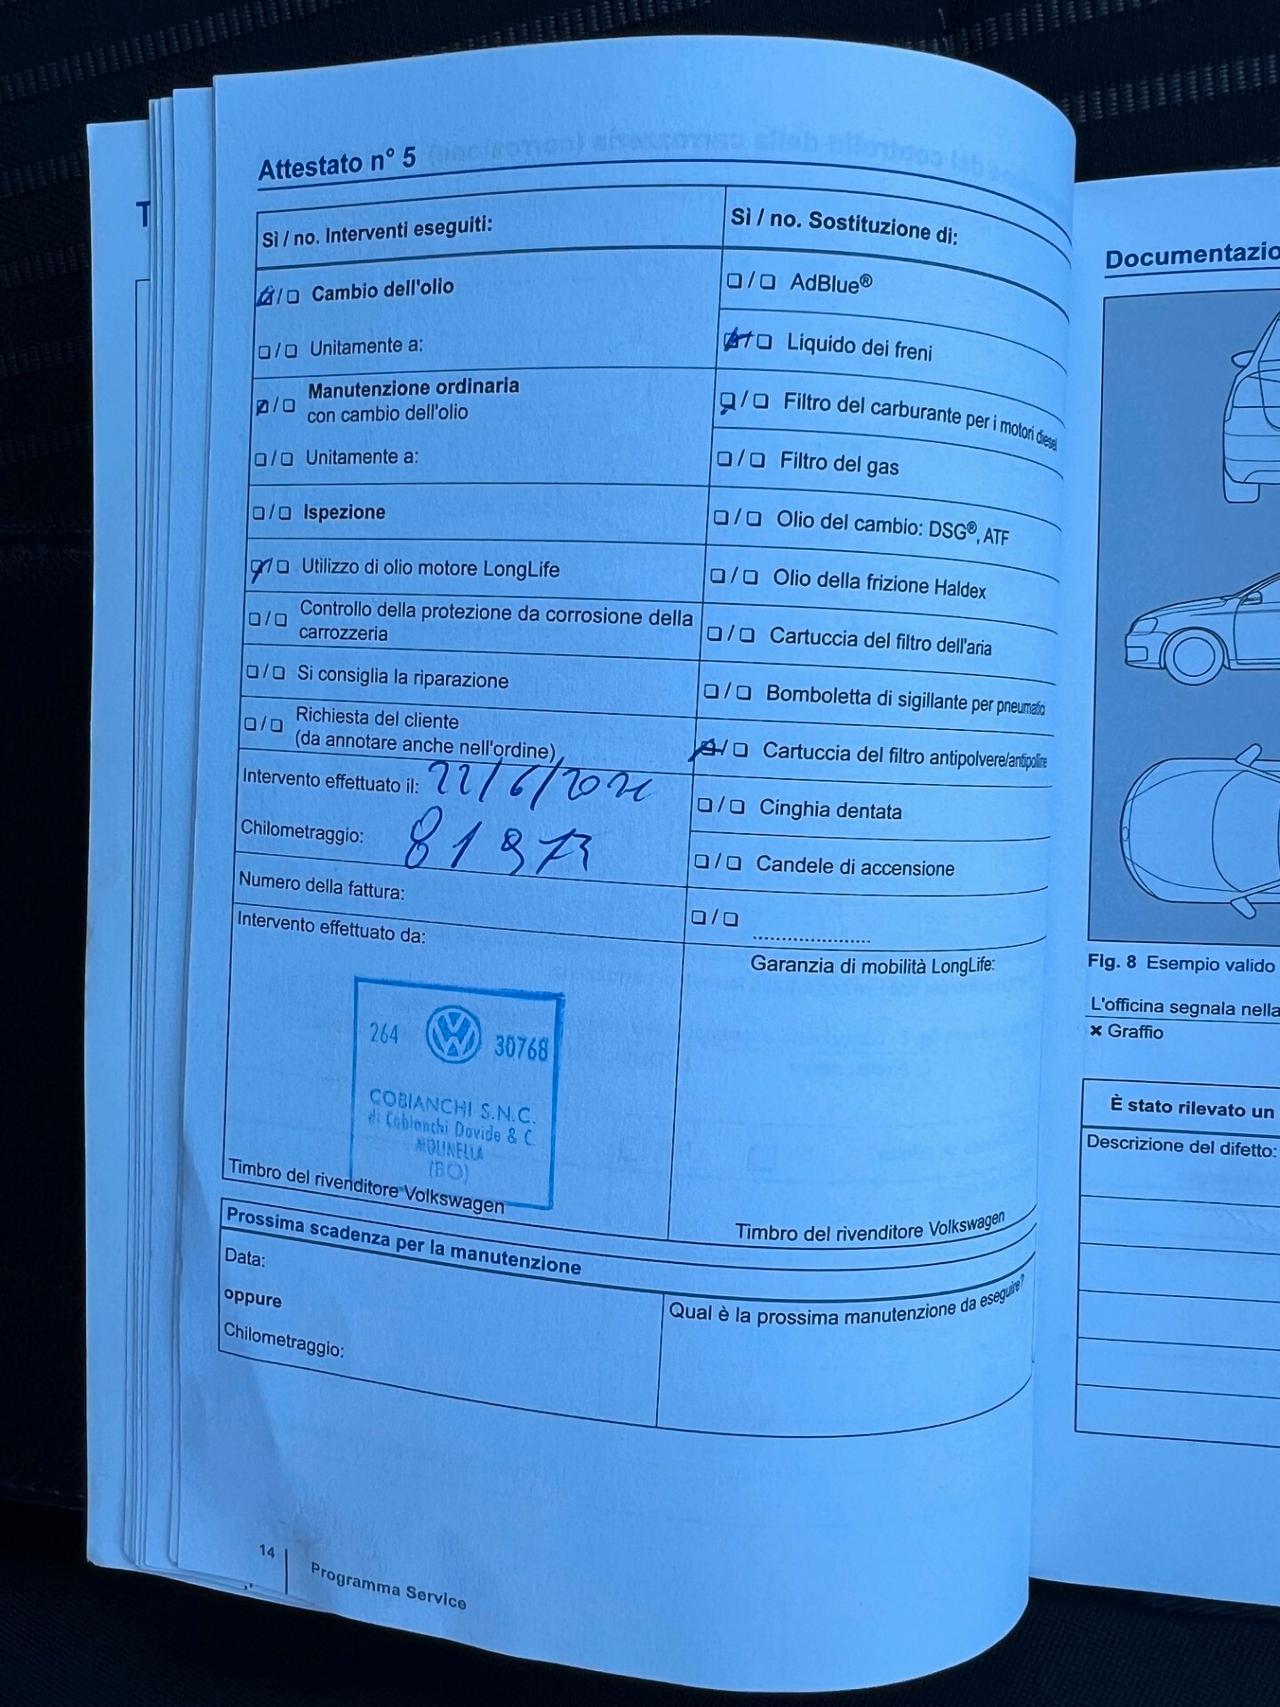 Attestato n° 5
Sì / no. Interventi eseguiti:
❏ / ❏ Cambio dell'olio
❏ / ❏ Unitamente a:
❏ / ❏ Manutenzione ordinaria
con cambio dell'olio
❏ / ❏ Unitamente a:
❏ / ❏ Ispezione
❏ / ❏ Utilizzo di olio motore LongLife
❏ / ❏ Controllo della protezione da corrosione della
carrozzeria
❏ / ❏ Si consiglia la riparazione
❏ / ❏ Richiesta del cliente
(da annotare anche nell'ordine)
Intervento effettuato il: 22/6/20
Chilometraggio: 81973
Numero della fattura:
Intervento effettuato da:
264 30768
COBIANCHI S.N.C.
di Cobianchi Davide & C.
MOLINELLA
(BO)
Timbro del rivenditore Volkswagen
Sì / no. Sostituzione di:
❏ / ❏ AdBlue®
❏ / ❏ Liquido dei freni
❏ / ❏ Filtro del carburante per i motori diesel
❏ / ❏ Filtro del gas
❏ / ❏ Olio del cambio: DSG®, ATF
❏ / ❏ Olio della frizione Haldex
❏ / ❏ Cartuccia del filtro dell'aria
❏ / ❏ Bomboletta di sigillante per pneumatici
❏ / ❏ Cartuccia del filtro antipolvere/antipolline
❏ / ❏ Cinghia dentata
❏ / ❏ Candele di accensione
❏ / ❏ .....................
Garanzia di mobilità LongLife:
Timbro del rivenditore Volkswagen
Prossima scadenza per la manutenzione
Data:
oppure
Chilometraggio:
Qual è la prossima manutenzione da eseguire?
14
Programma Service
T
Documentazio
Fig. 8 Esempio valido
L'officina segnala nella
✖ Graffio
È stato rilevato un
Descrizione del difetto: